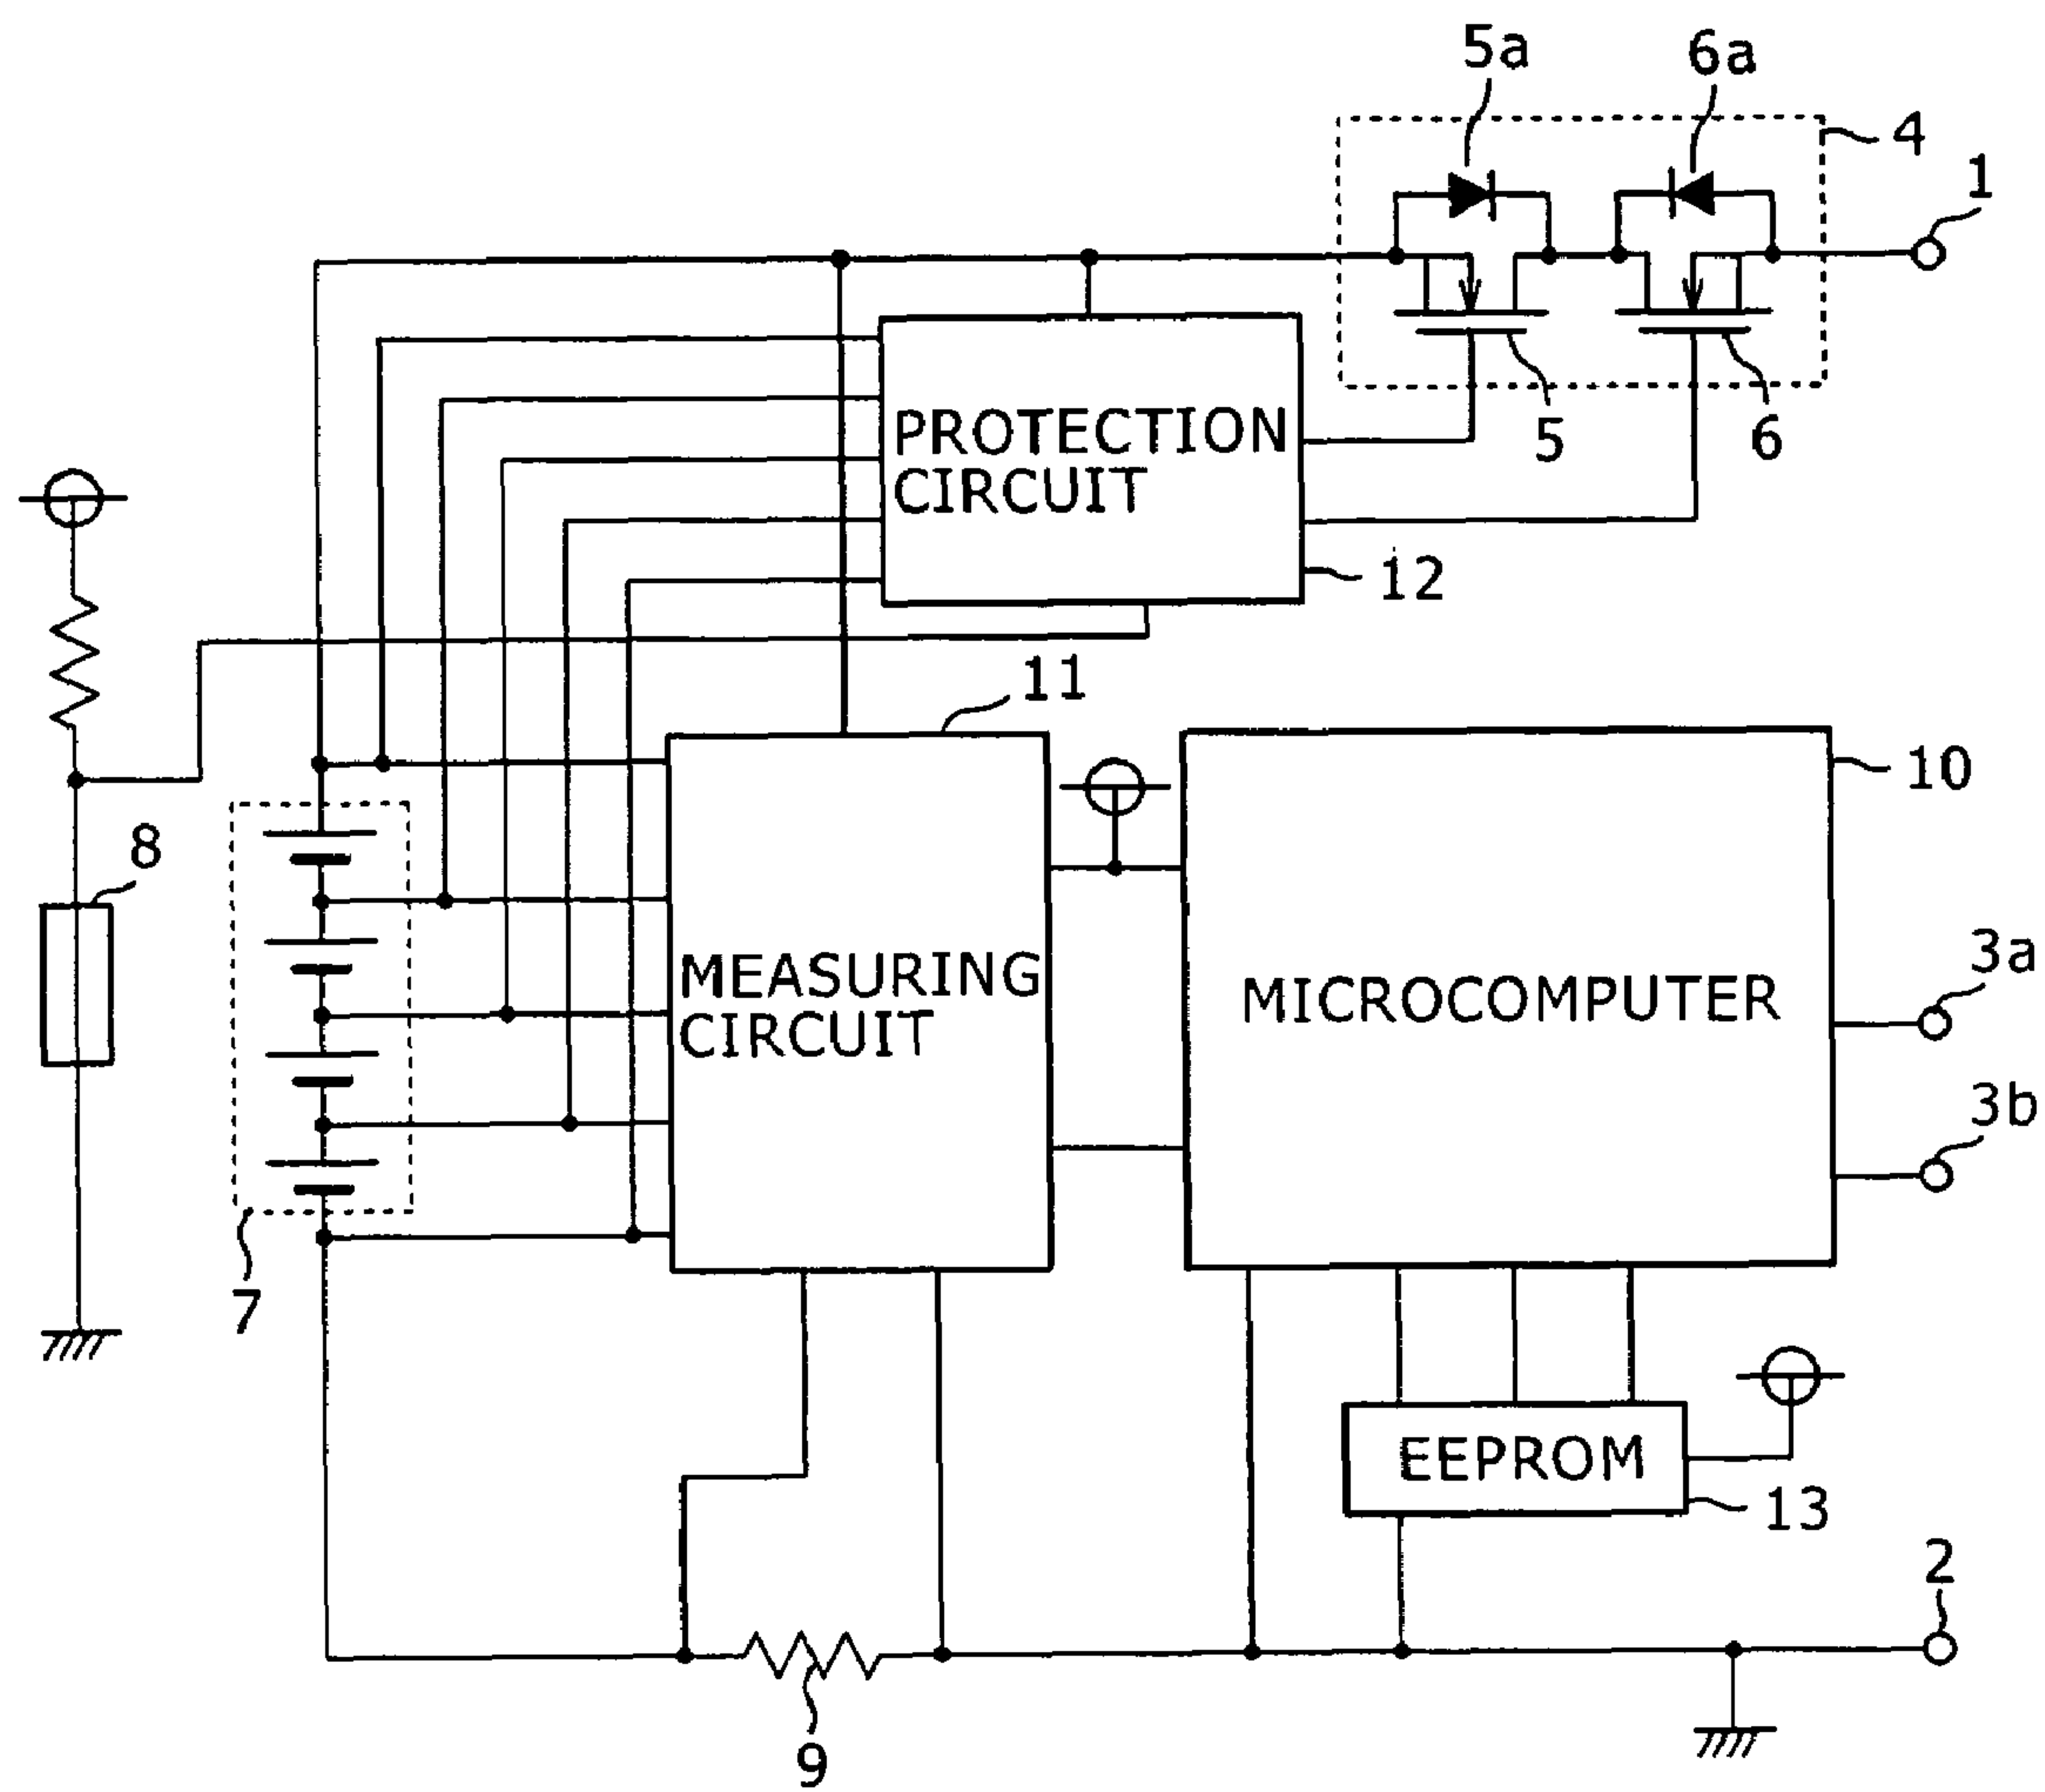 5a
6a
4
1
PROTECTION
CIRCUIT
5
6
12
11
10
8
MEASURING
CIRCUIT
MICROCOMPUTER
3a
3b
7
EEPROM
13
2
9